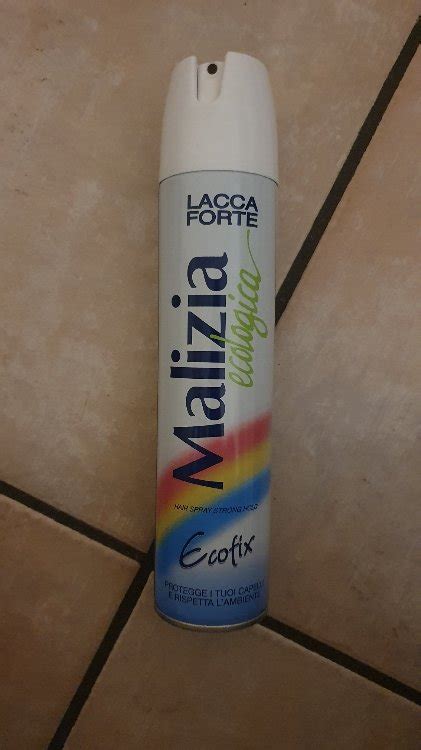 LACCA
FORTE
Malizia
ecologica
HAIR SPRAY STRONG HOLD
Ecofix
PROTEGGE I TUOI CAPELLI
E RISPETTA L'AMBIENTE